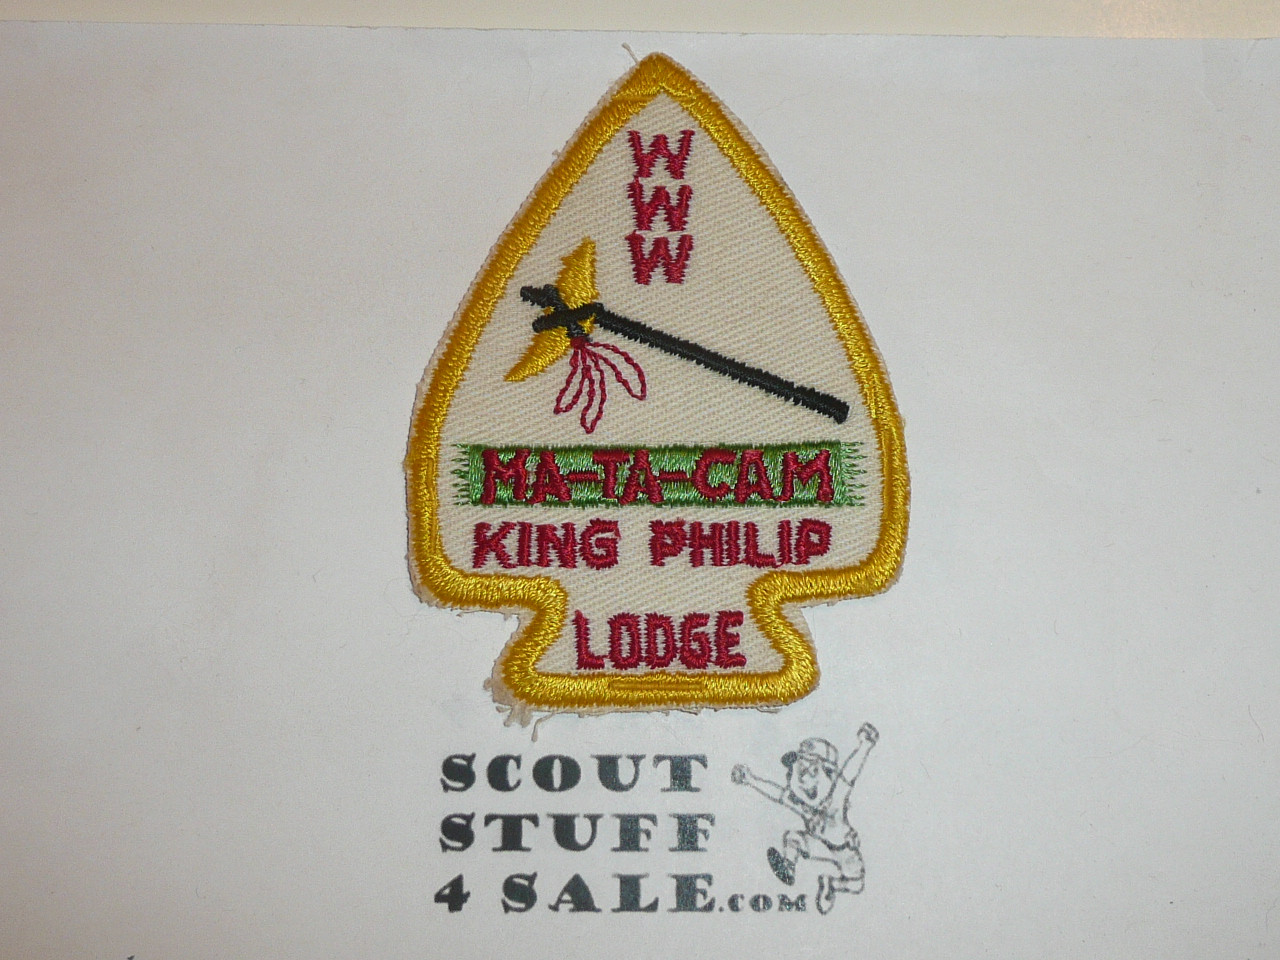 W
W
W
MA-TA-CAM
KING PHILIP
LODGE
SCOUT
STUFF
4 SALE.COM